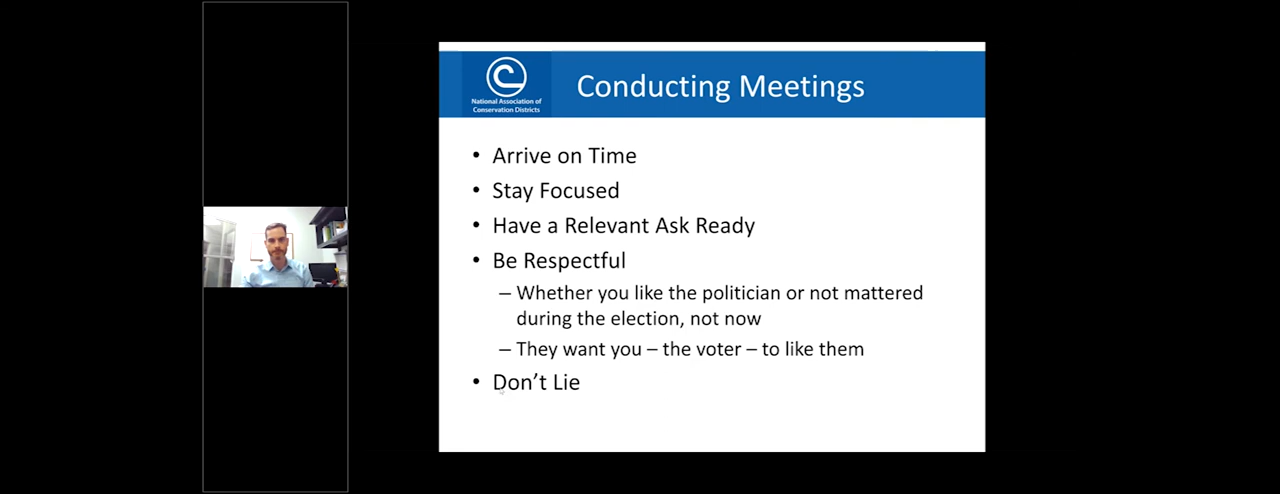 National Association of
Conservation Districts
Conducting Meetings
• Arrive on Time
• Stay Focused
• Have a Relevant Ask Ready
• Be Respectful
– Whether you like the politician or not mattered
during the election, not now
– They want you – the voter – to like them
• Don’t Lie